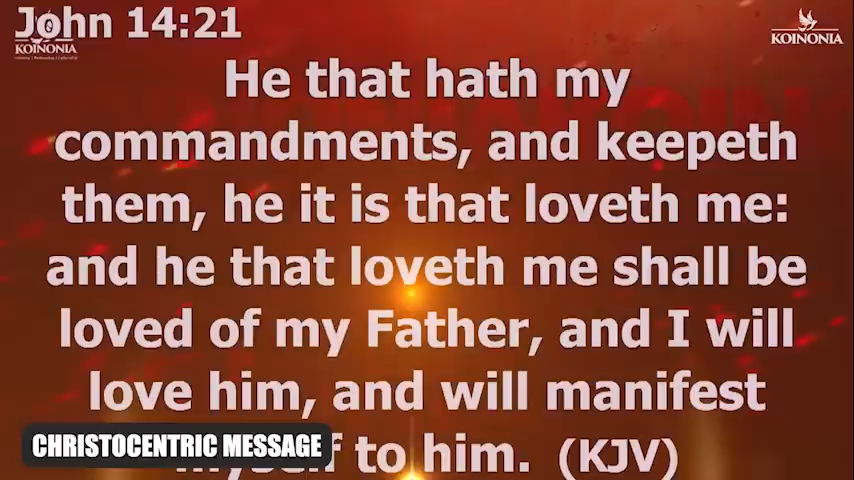 John 14:21
KOINONIA
KOINONIA
He that hath my
commandments, and keepeth
them, he it is that loveth me:
and he that loveth me shall be
loved of my Father, and I will
love him, and will manifest
myself to him. (KJV)
CHRISTOCENTRIC MESSAGE